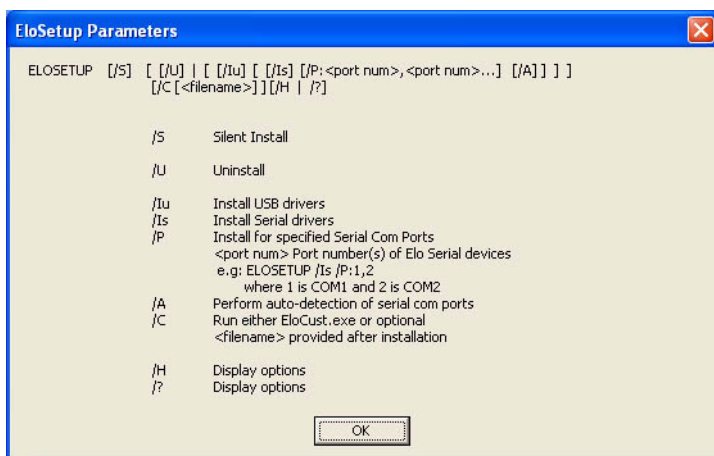 EloSetup Parameters
ELOSETUP [/S] [ [/U] | [ [/Iu] [ [/Is] [/P:<port num>,<port num>...] [/A] ] ] ]
[/C [<filename>] ][/H | /?]
/S Silent Install
/U Uninstall
/Iu Install USB drivers
/Is Install Serial drivers
/P Install for specified Serial Com Ports
<port num> Port number(s) of Elo Serial devices
e.g: ELOSETUP /Is /P:1,2
where 1 is COM1 and 2 is COM2
/A Perform auto-detection of serial com ports
/C Run either EloCust.exe or optional
<filename> provided after installation
/H Display options
/? Display options
OK